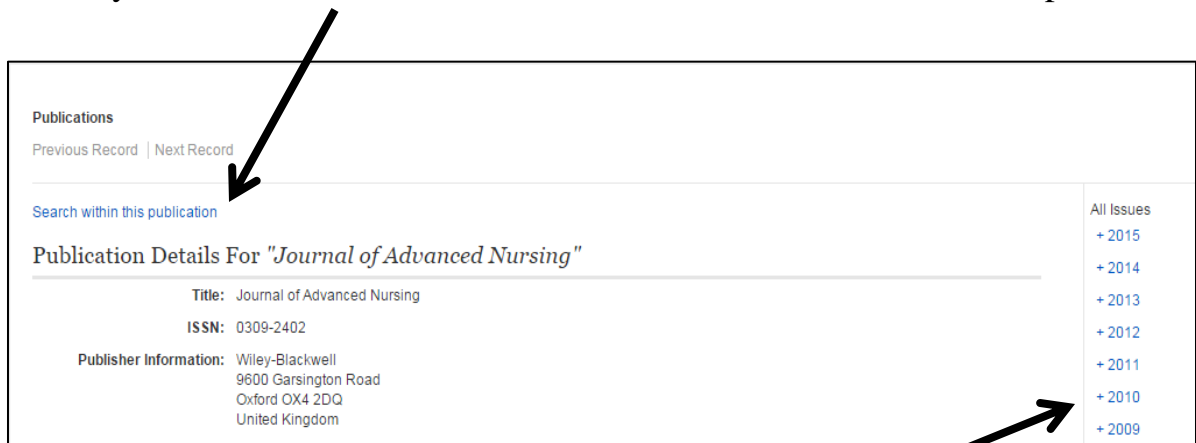 Publications
Previous Record | Next Record
Search within this publication
Publication Details For "Journal of Advanced Nursing"
Title: Journal of Advanced Nursing
ISSN: 0309-2402
Publisher Information: Wiley-Blackwell
9600 Garsington Road
Oxford OX4 2DQ
United Kingdom
All Issues
+ 2015
+ 2014
+ 2013
+ 2012
+ 2011
+ 2010
+ 2009